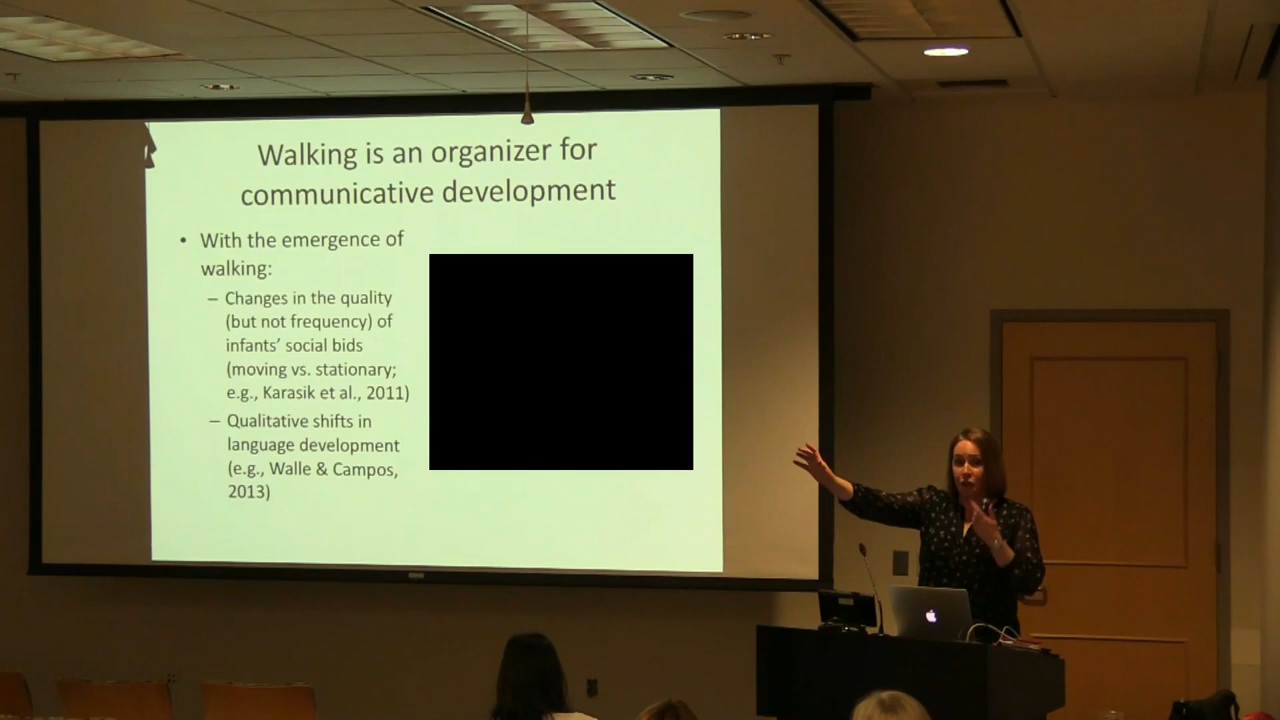 Walking is an organizer for
communicative development
• With the emergence of
walking:
– Changes in the quality
(but not frequency) of
infants’ social bids
(moving vs. stationary;
e.g., Karasik et al., 2011)
– Qualitative shifts in
language development
(e.g., Walle & Campos,
2013)